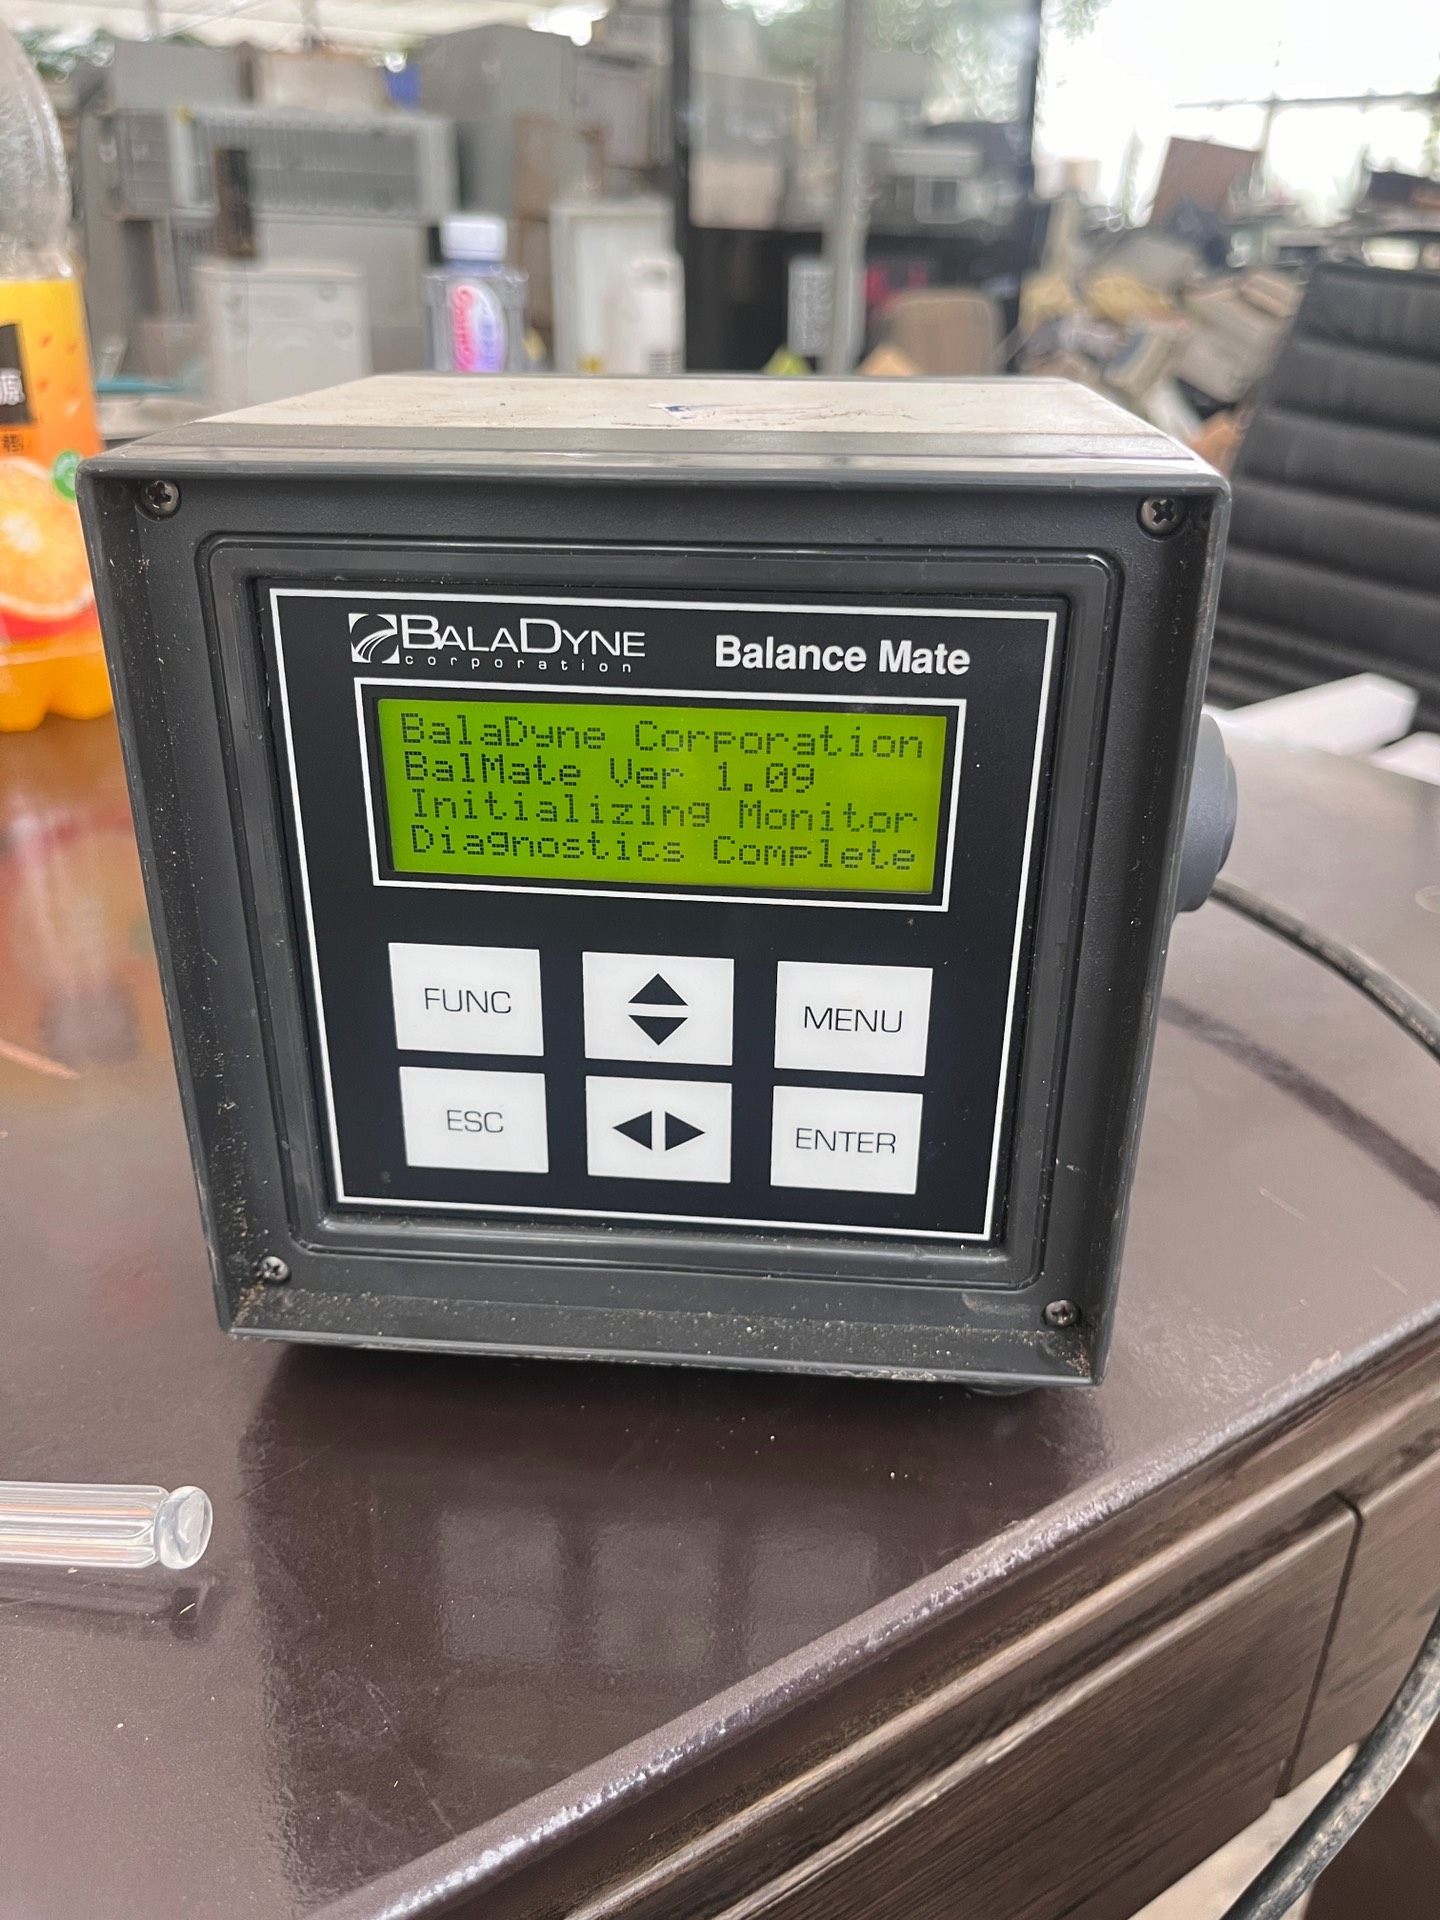 BALADYNE
corporation
Balance Mate
BalaDyne Corporation
BalMate Ver 1.09
Initializing Monitor
Diagnostics Complete
FUNC
MENU
ESC
ENTER